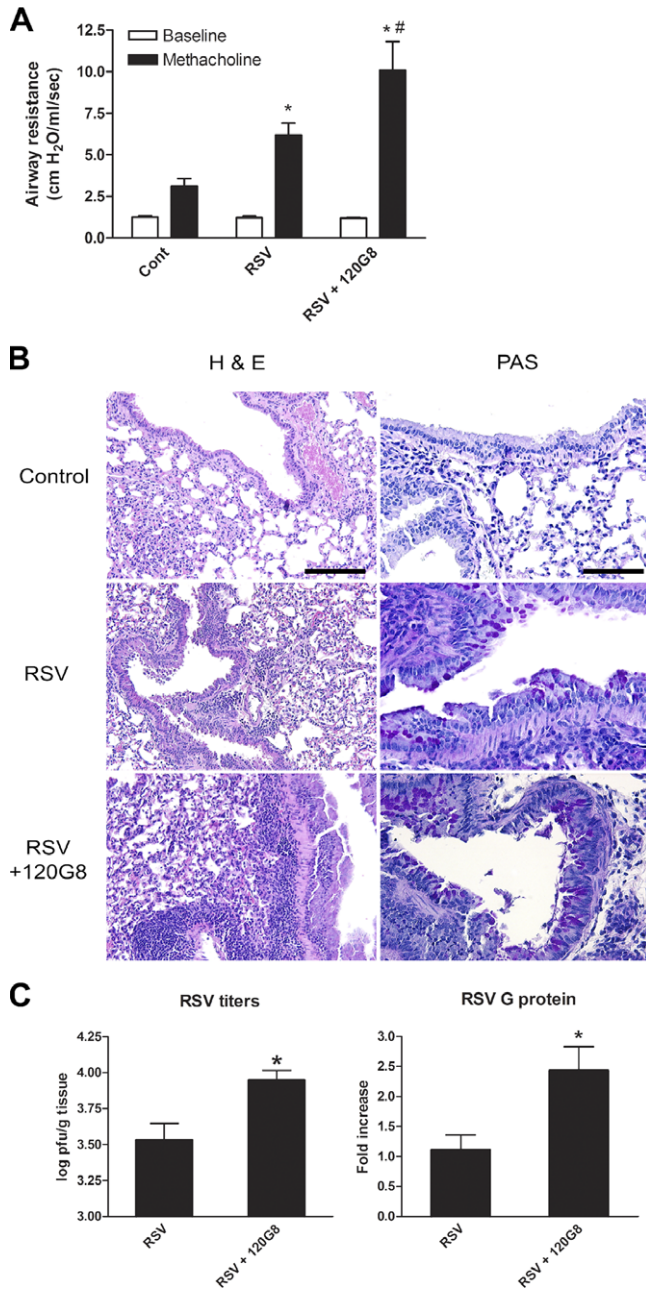 A
Baseline
Methacholine
Airway resistance
(cm H₂O/ml/sec)
12.5
10.0
7.5
5.0
2.5
0.0
*
* #
Cont
RSV
RSV + 120G8
B
H & E
PAS
Control
RSV
RSV
+120G8
C
RSV titers
log pfu/g tissue
4.25
4.00
3.75
3.50
3.25
3.00
*
RSV
RSV + 120G8
RSV G protein
Fold increase
3.0
2.5
2.0
1.5
1.0
0.5
0.0
*
RSV
RSV + 120G8